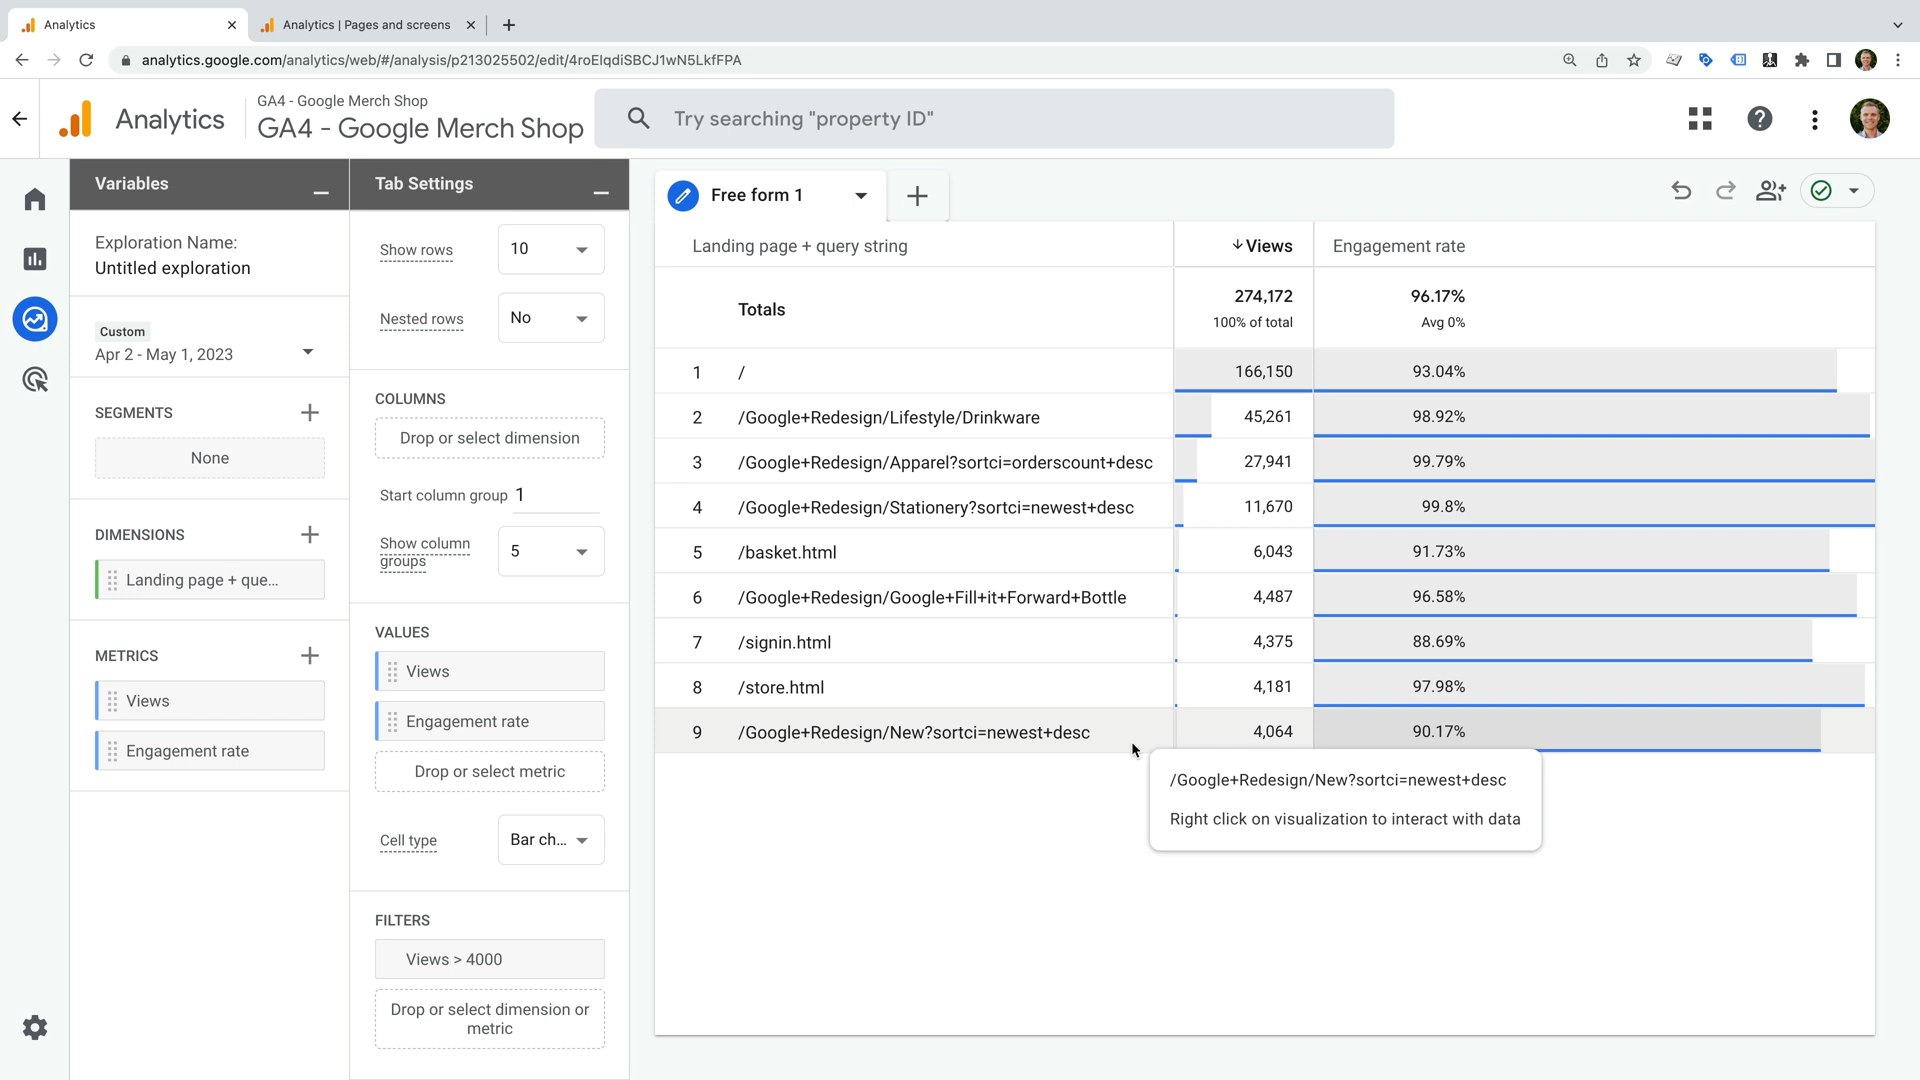 Analytics
Analytics | Pages and screens
analytics.google.com/analytics/web/#/analysis/p213025502/edit/4roEIqdiSBCJ1wN5LkfFPA
Analytics
GA4 - Google Merch Shop
GA4 - Google Merch Shop
Try searching "property ID"
Variables
Exploration Name:
Untitled exploration
Custom
Apr 2 - May 1, 2023
SEGMENTS
None
DIMENSIONS
Landing page + que...
METRICS
Views
Engagement rate
Tab Settings
Show rows 10
Nested rows No
COLUMNS
Drop or select dimension
Start column group 1
Show column groups 5
VALUES
Views
Engagement rate
Drop or select metric
Cell type Bar ch...
FILTERS
Views > 4000
Drop or select dimension or
metric
Free form 1
Landing page + query string Views Engagement rate
Totals 274,172 96.17%
100% of total Avg 0%
1 / 166,150 93.04%
2 /Google+Redesign/Lifestyle/Drinkware 45,261 98.92%
3 /Google+Redesign/Apparel?sortci=orderscount+desc 27,941 99.79%
4 /Google+Redesign/Stationery?sortci=newest+desc 11,670 99.8%
5 /basket.html 6,043 91.73%
6 /Google+Redesign/Google+Fill+it+Forward+Bottle 4,487 96.58%
7 /signin.html 4,375 88.69%
8 /store.html 4,181 97.98%
9 /Google+Redesign/New?sortci=newest+desc 4,064 90.17%
/Google+Redesign/New?sortci=newest+desc
Right click on visualization to interact with data